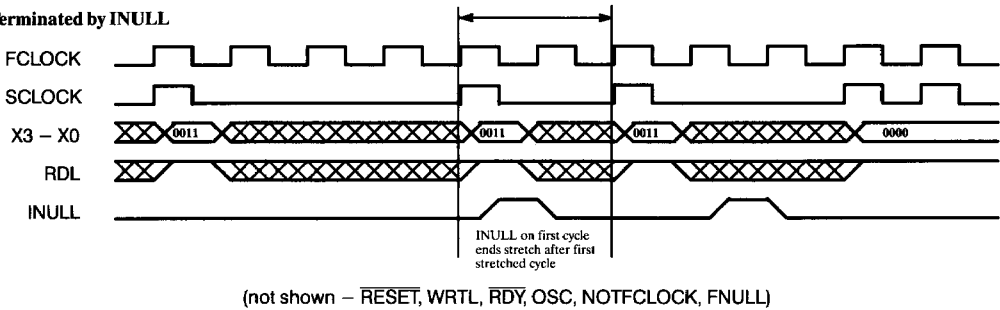 Terminated by INULL
FCLOCK
SCLOCK
X3 – X0 0011 0011 0011 0000
RDL
INULL
INULL on first cycle
ends stretch after first
stretched cycle
(not shown – RESET, WRTL, RDY, OSC, NOTFCLOCK, FNULL)